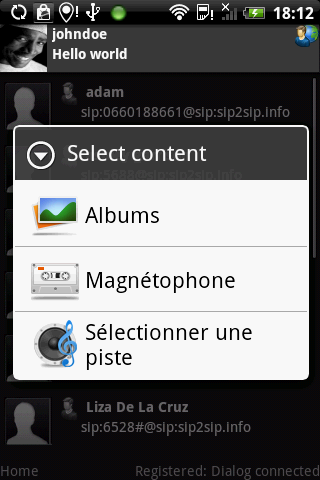 18:12
johndoe
Hello world
adam
sip:0660188661@sip:sip2sip.info
Select content
Albums
Magnétophone
Sélectionner une
piste
Liza De La Cruz
sip:6528#@sip:sip2sip.info
Home
Registered: Dialog connected